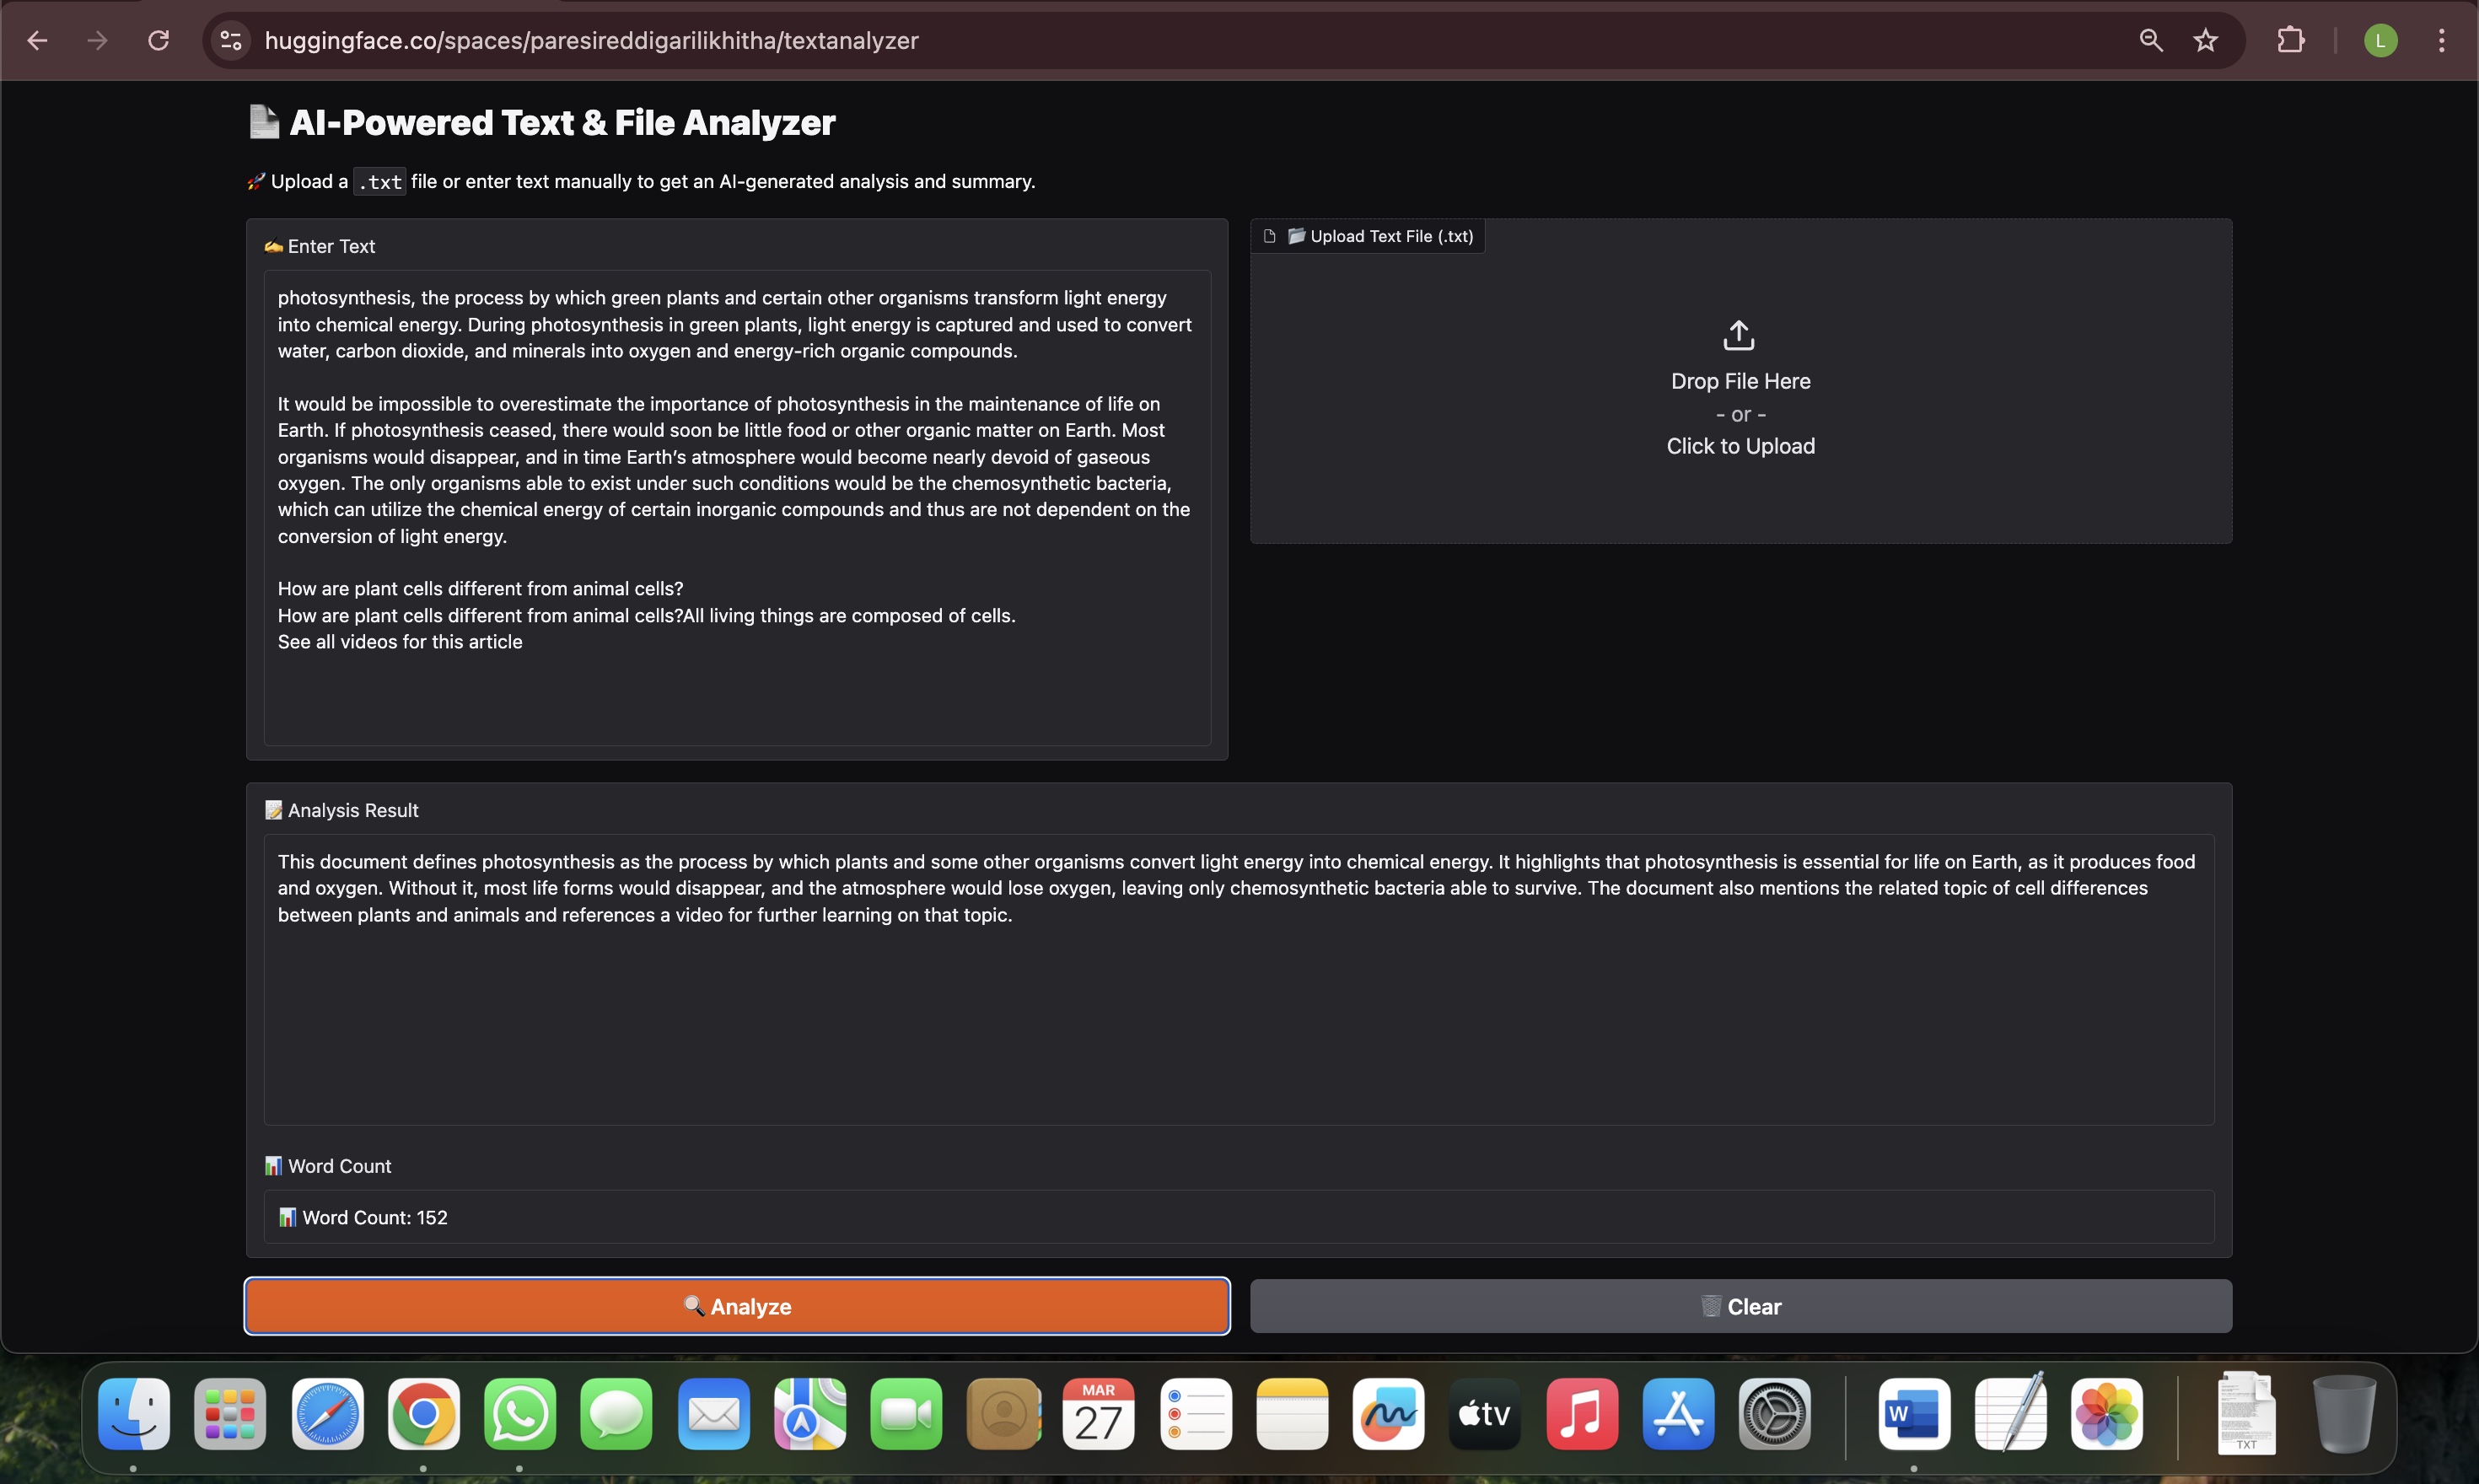 huggingface.co/spaces/paresireddigarilikhitha/textanalyzer
L
AI-Powered Text & File Analyzer
🚀 Upload a .txt file or enter text manually to get an AI-generated analysis and summary.
✍️ Enter Text
photosynthesis, the process by which green plants and certain other organisms transform light energy
into chemical energy. During photosynthesis in green plants, light energy is captured and used to convert
water, carbon dioxide, and minerals into oxygen and energy-rich organic compounds.
It would be impossible to overestimate the importance of photosynthesis in the maintenance of life on
Earth. If photosynthesis ceased, there would soon be little food or other organic matter on Earth. Most
organisms would disappear, and in time Earth’s atmosphere would become nearly devoid of gaseous
oxygen. The only organisms able to exist under such conditions would be the chemosynthetic bacteria,
which can utilize the chemical energy of certain inorganic compounds and thus are not dependent on the
conversion of light energy.
How are plant cells different from animal cells?
How are plant cells different from animal cells?All living things are composed of cells.
See all videos for this article
📂 Upload Text File (.txt)
Drop File Here
- or -
Click to Upload
📝 Analysis Result
This document defines photosynthesis as the process by which plants and some other organisms convert light energy into chemical energy. It highlights that photosynthesis is essential for life on Earth, as it produces food
and oxygen. Without it, most life forms would disappear, and the atmosphere would lose oxygen, leaving only chemosynthetic bacteria able to survive. The document also mentions the related topic of cell differences
between plants and animals and references a video for further learning on that topic.
📊 Word Count
📊 Word Count: 152
🔍 Analyze
🗑️ Clear
MAR
27
tv
W
TXT